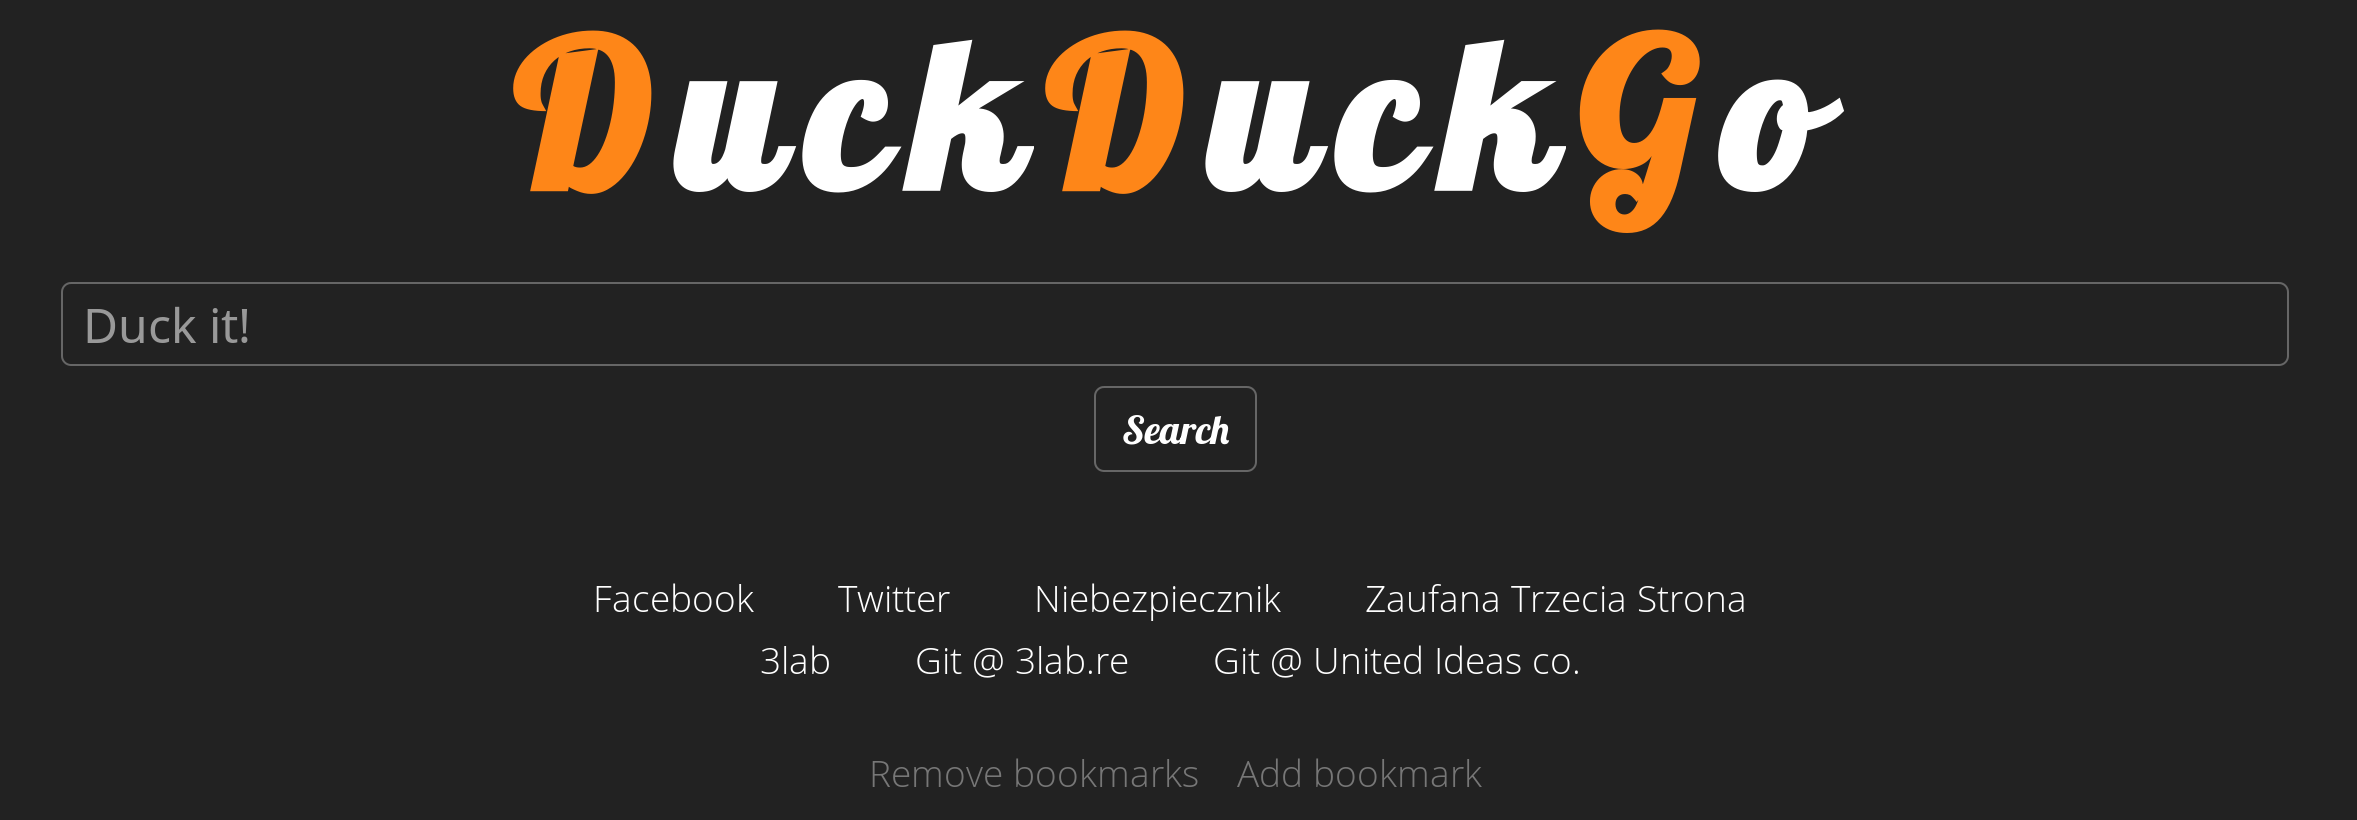 DuckDuckGo
Duck it!
Search
Facebook Twitter Niebezpiecznik Zaufana Trzecia Strona
3lab Git @ 3lab.re Git @ United Ideas co.
Remove bookmarks Add bookmark